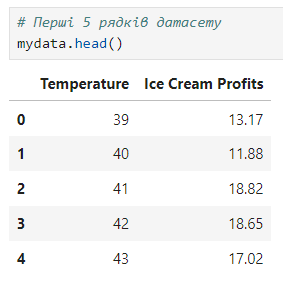 # Перші 5 рядків датасету
mydata.head()
Temperature Ice Cream Profits
0 39 13.17
1 40 11.88
2 41 18.82
3 42 18.65
4 43 17.02